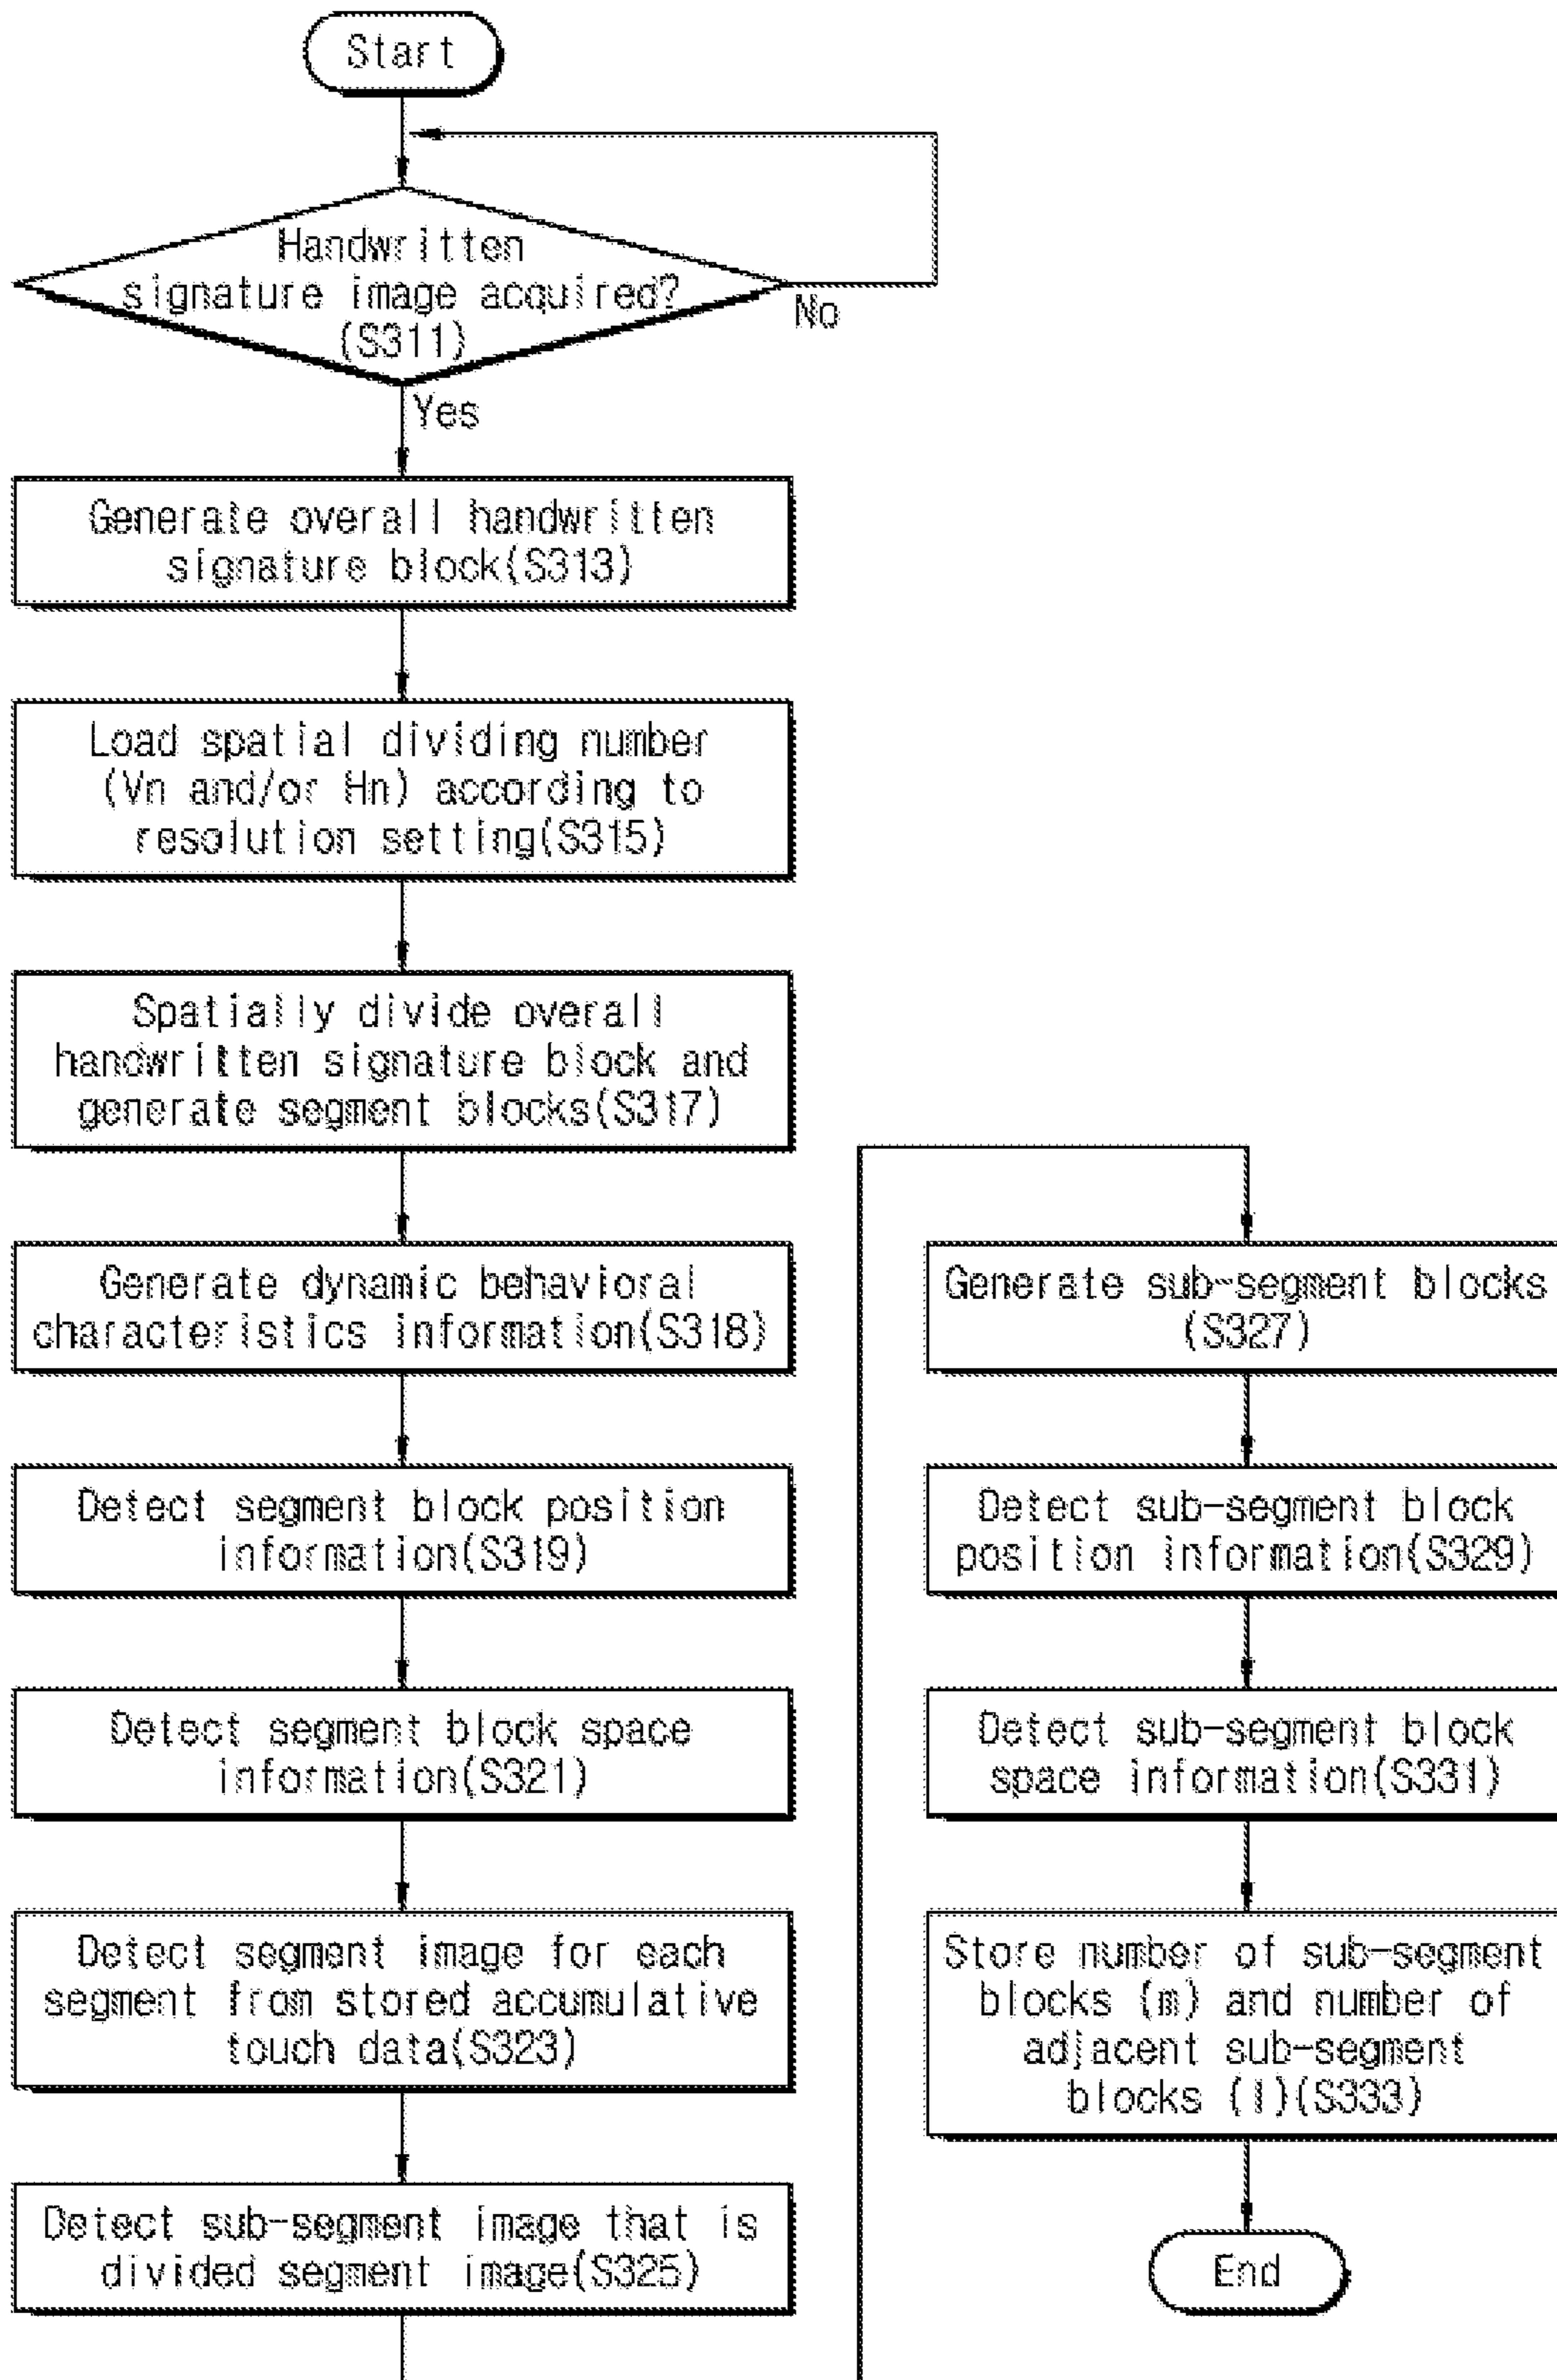 Start
Handwritten
signature image acquired?
(S311)
No
Yes
Generate overall handwritten
signature block(S313)
Load spatial dividing number
(Vn and/or Hn) according to
resolution setting(S315)
Spatially divide overall
handwritten signature block and
generate segment blocks(S317)
Generate dynamic behavioral
characteristics information(S318)
Detect segment block position
information(S319)
Detect segment block space
information(S321)
Detect segment image for each
segment from stored accumulative
touch data(S323)
Detect sub-segment image that is
divided segment image(S325)
Generate sub-segment blocks
(S327)
Detect sub-segment block
position information(S329)
Detect sub-segment block
space information(S331)
Store number of sub-segment
blocks (m) and number of
adjacent sub-segment
blocks (l)(S333)
End